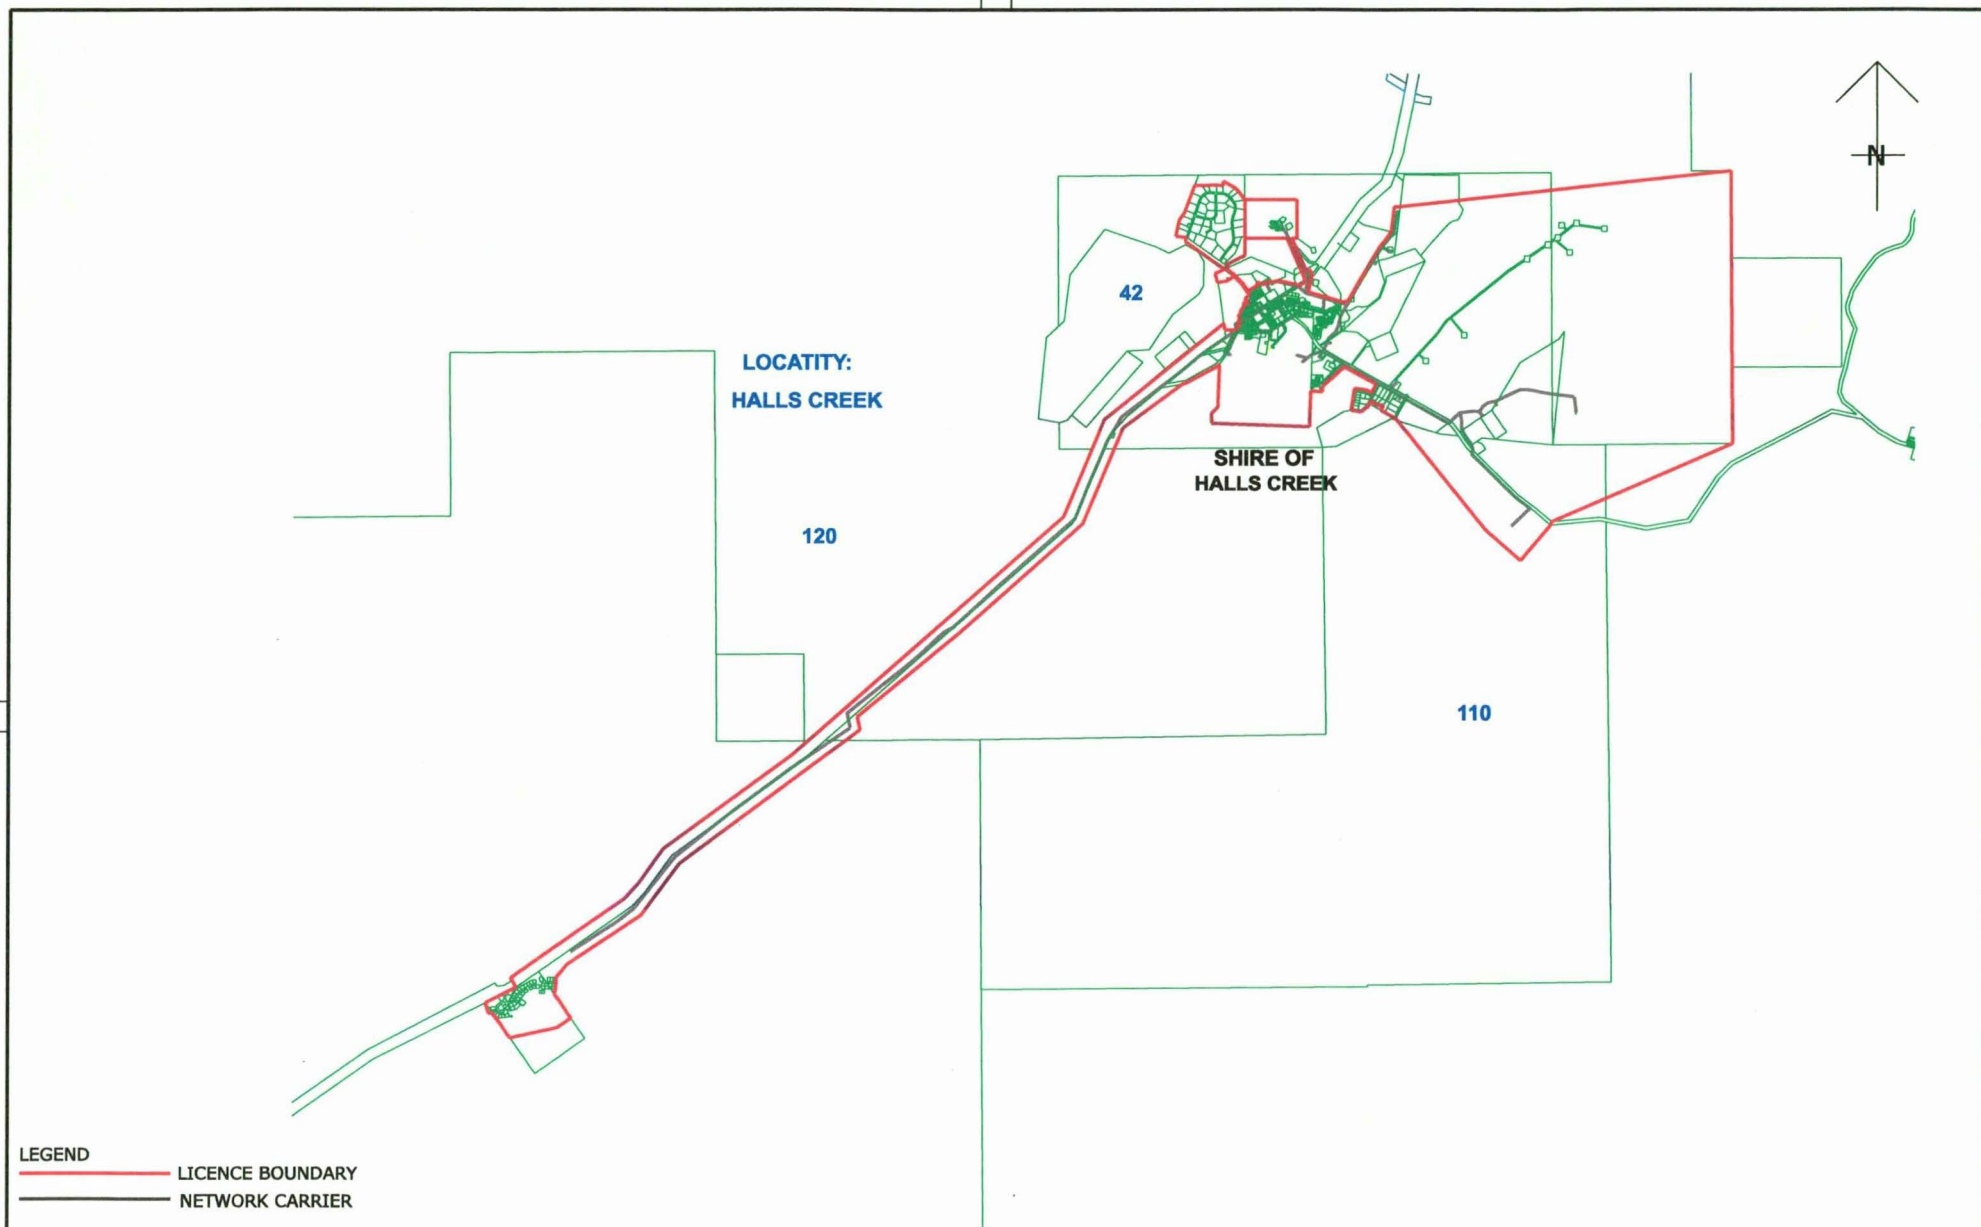 N
42
LOCATITY:
HALLS CREEK
SHIRE OF
HALLS CREEK
120
110
LEGEND
LICENCE BOUNDARY
NETWORK CARRIER